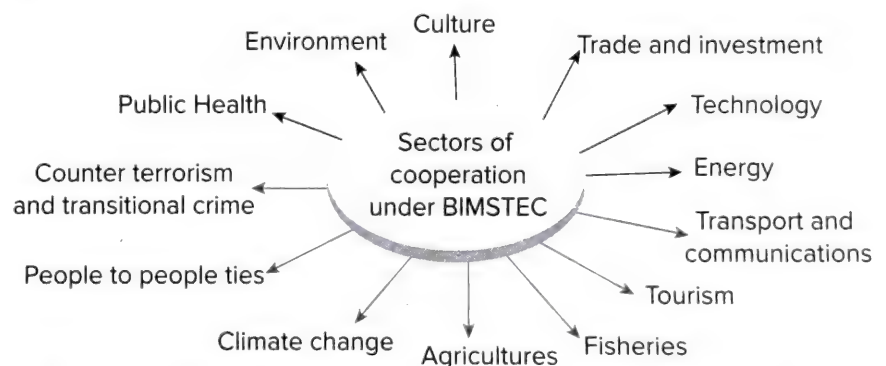 Culture
Environment
Trade and investment
Public Health
Technology
Sectors of
cooperation
under BIMSTEC
Energy
Counter terrorism
and transitional crime
Transport and
communications
People to people ties
Tourism
Climate change
Agricultures
Fisheries